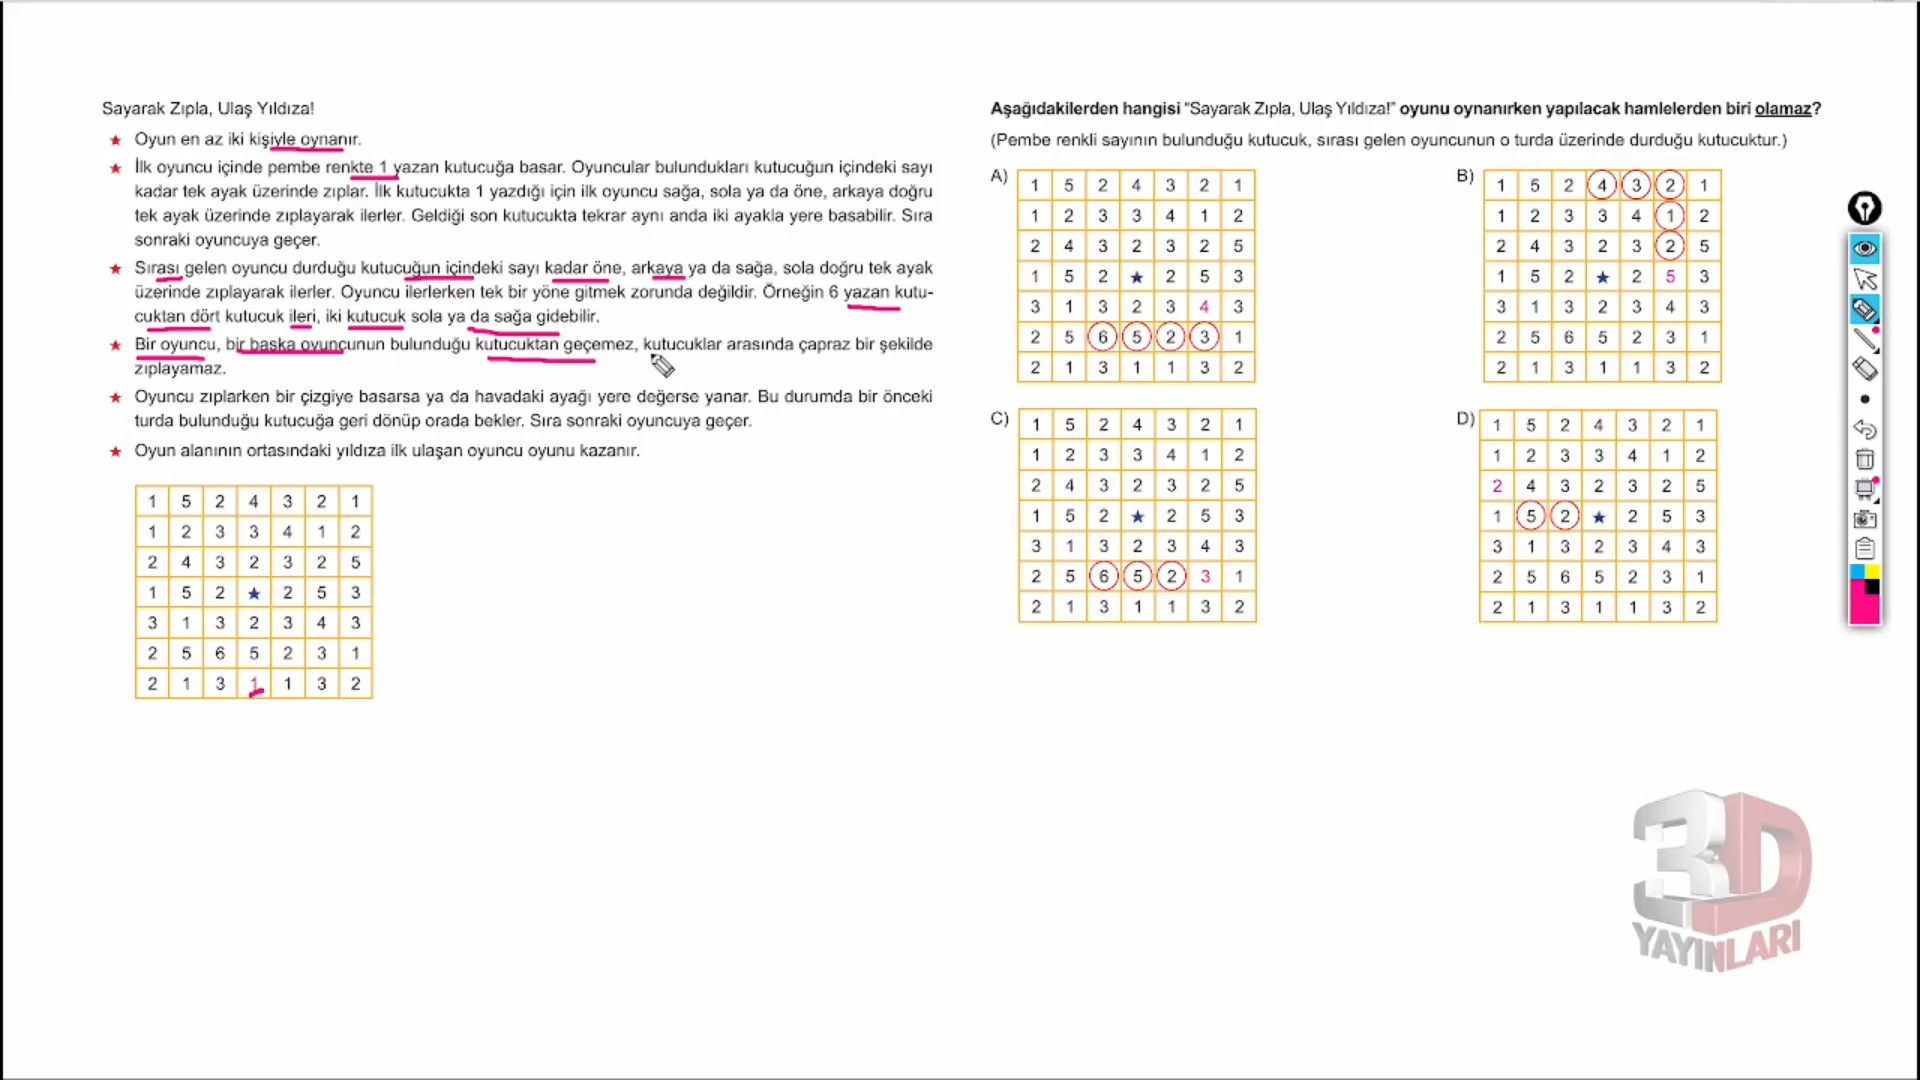 Sayarak Zıpla, Ulaş Yıldıza!
★ Oyun en az iki kişiyle oynanır.
★ İlk oyuncu içinde pembe renkte 1 yazan kutucuğa basar. Oyuncular bulundukları kutucuğun içindeki sayı
kadar tek ayak üzerinde zıplar. İlk kutucukta 1 yazdığı için ilk oyuncu sağa, sola ya da öne, arkaya doğru
tek ayak üzerinde zıplayarak ilerler. Geldiği son kutucukta tekrar aynı anda iki ayakla yere basabilir. Sıra
sonraki oyuncuya geçer.
★ Sırası gelen oyuncu durduğu kutucuğun içindeki sayı kadar öne, arkaya ya da sağa, sola doğru tek ayak
üzerinde zıplayarak ilerler. Oyuncu ilerlerken tek bir yöne gitmek zorunda değildir. Örneğin 6 yazan kutu-
cuktan dört kutucuk ileri, iki kutucuk sola ya da sağa gidebilir.
★ Bir oyuncu, bir başka oyuncunun bulunduğu kutucuktan geçemez, kutucuklar arasında çapraz bir şekilde
zıplayamaz.
★ Oyuncu zıplarken bir çizgiye basarsa ya da havadaki ayağı yere değerse yanar. Bu durumda bir önceki
turda bulunduğu kutucuğa geri dönüp orada bekler. Sıra sonraki oyuncuya geçer.
★ Oyun alanının ortasındaki yıldıza ilk ulaşan oyuncu oyunu kazanır.
1 5 2 4 3 2 1
1 2 3 3 4 1 2
2 4 3 2 3 2 5
1 5 2 ★ 2 5 3
3 1 3 2 3 4 3
2 5 6 5 2 3 1
2 1 3 1 1 3 2
Aşağıdakilerden hangisi "Sayarak Zıpla, Ulaş Yıldıza!" oyunu oynanırken yapılacak hamlelerden biri olamaz?
(Pembe renkli sayının bulunduğu kutucuk, sırası gelen oyuncunun o turda üzerinde durduğu kutucuktur.)
A)
1 5 2 4 3 2 1
1 2 3 3 4 1 2
2 4 3 2 3 2 5
1 5 2 ★ 2 5 3
3 1 3 2 3 4 3
2 5 6 5 2 3 1
2 1 3 1 1 3 2
B)
1 5 2 4 3 2 1
1 2 3 3 4 1 2
2 4 3 2 3 2 5
1 5 2 ★ 2 5 3
3 1 3 2 3 4 3
2 5 6 5 2 3 1
2 1 3 1 1 3 2
C)
1 5 2 4 3 2 1
1 2 3 3 4 1 2
2 4 3 2 3 2 5
1 5 2 ★ 2 5 3
3 1 3 2 3 4 3
2 5 6 5 2 3 1
2 1 3 1 1 3 2
D)
1 5 2 4 3 2 1
1 2 3 3 4 1 2
2 4 3 2 3 2 5
1 5 2 ★ 2 5 3
3 1 3 2 3 4 3
2 5 6 5 2 3 1
2 1 3 1 1 3 2
3D
YAYINLARI